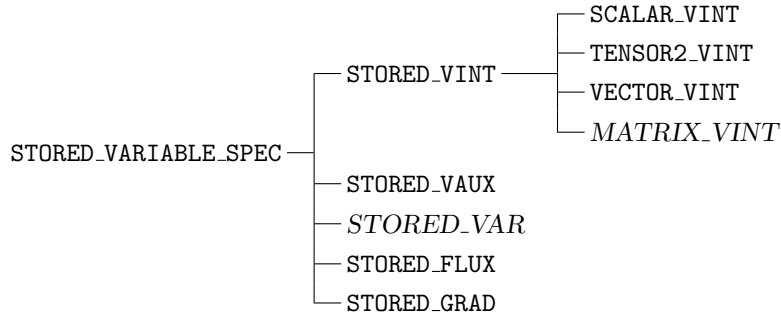 SCALAR_VINT
TENSOR2_VINT
STORED_VINT
VECTOR_VINT
MATRIX_VINT
STORED_VARIABLE_SPEC
STORED_VAUX
STORED_VAR
STORED_FLUX
STORED_GRAD